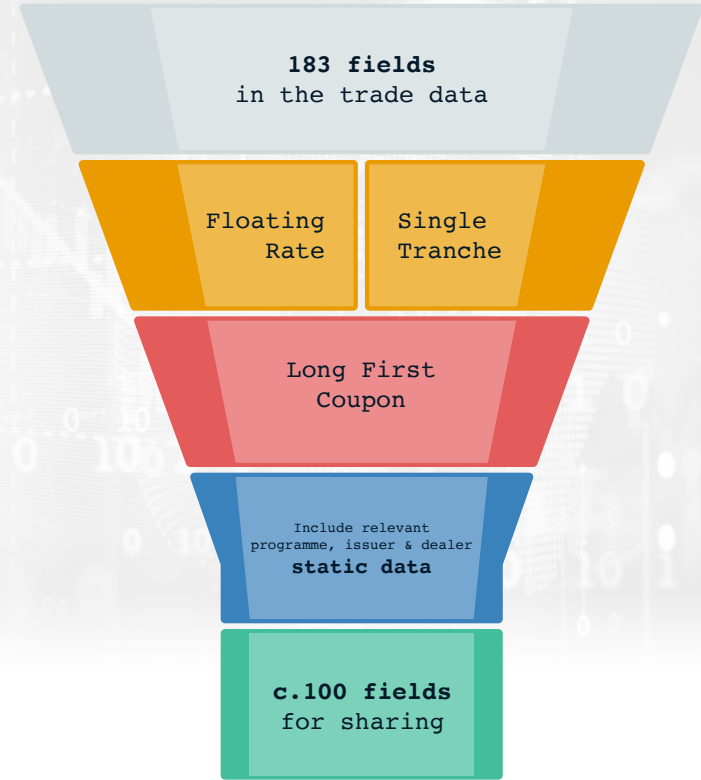 183 fields
in the trade data
Floating
Rate
Single
Tranche
Long First
Coupon
Include relevant
programme, issuer & dealer
static data
c.100 fields
for sharing